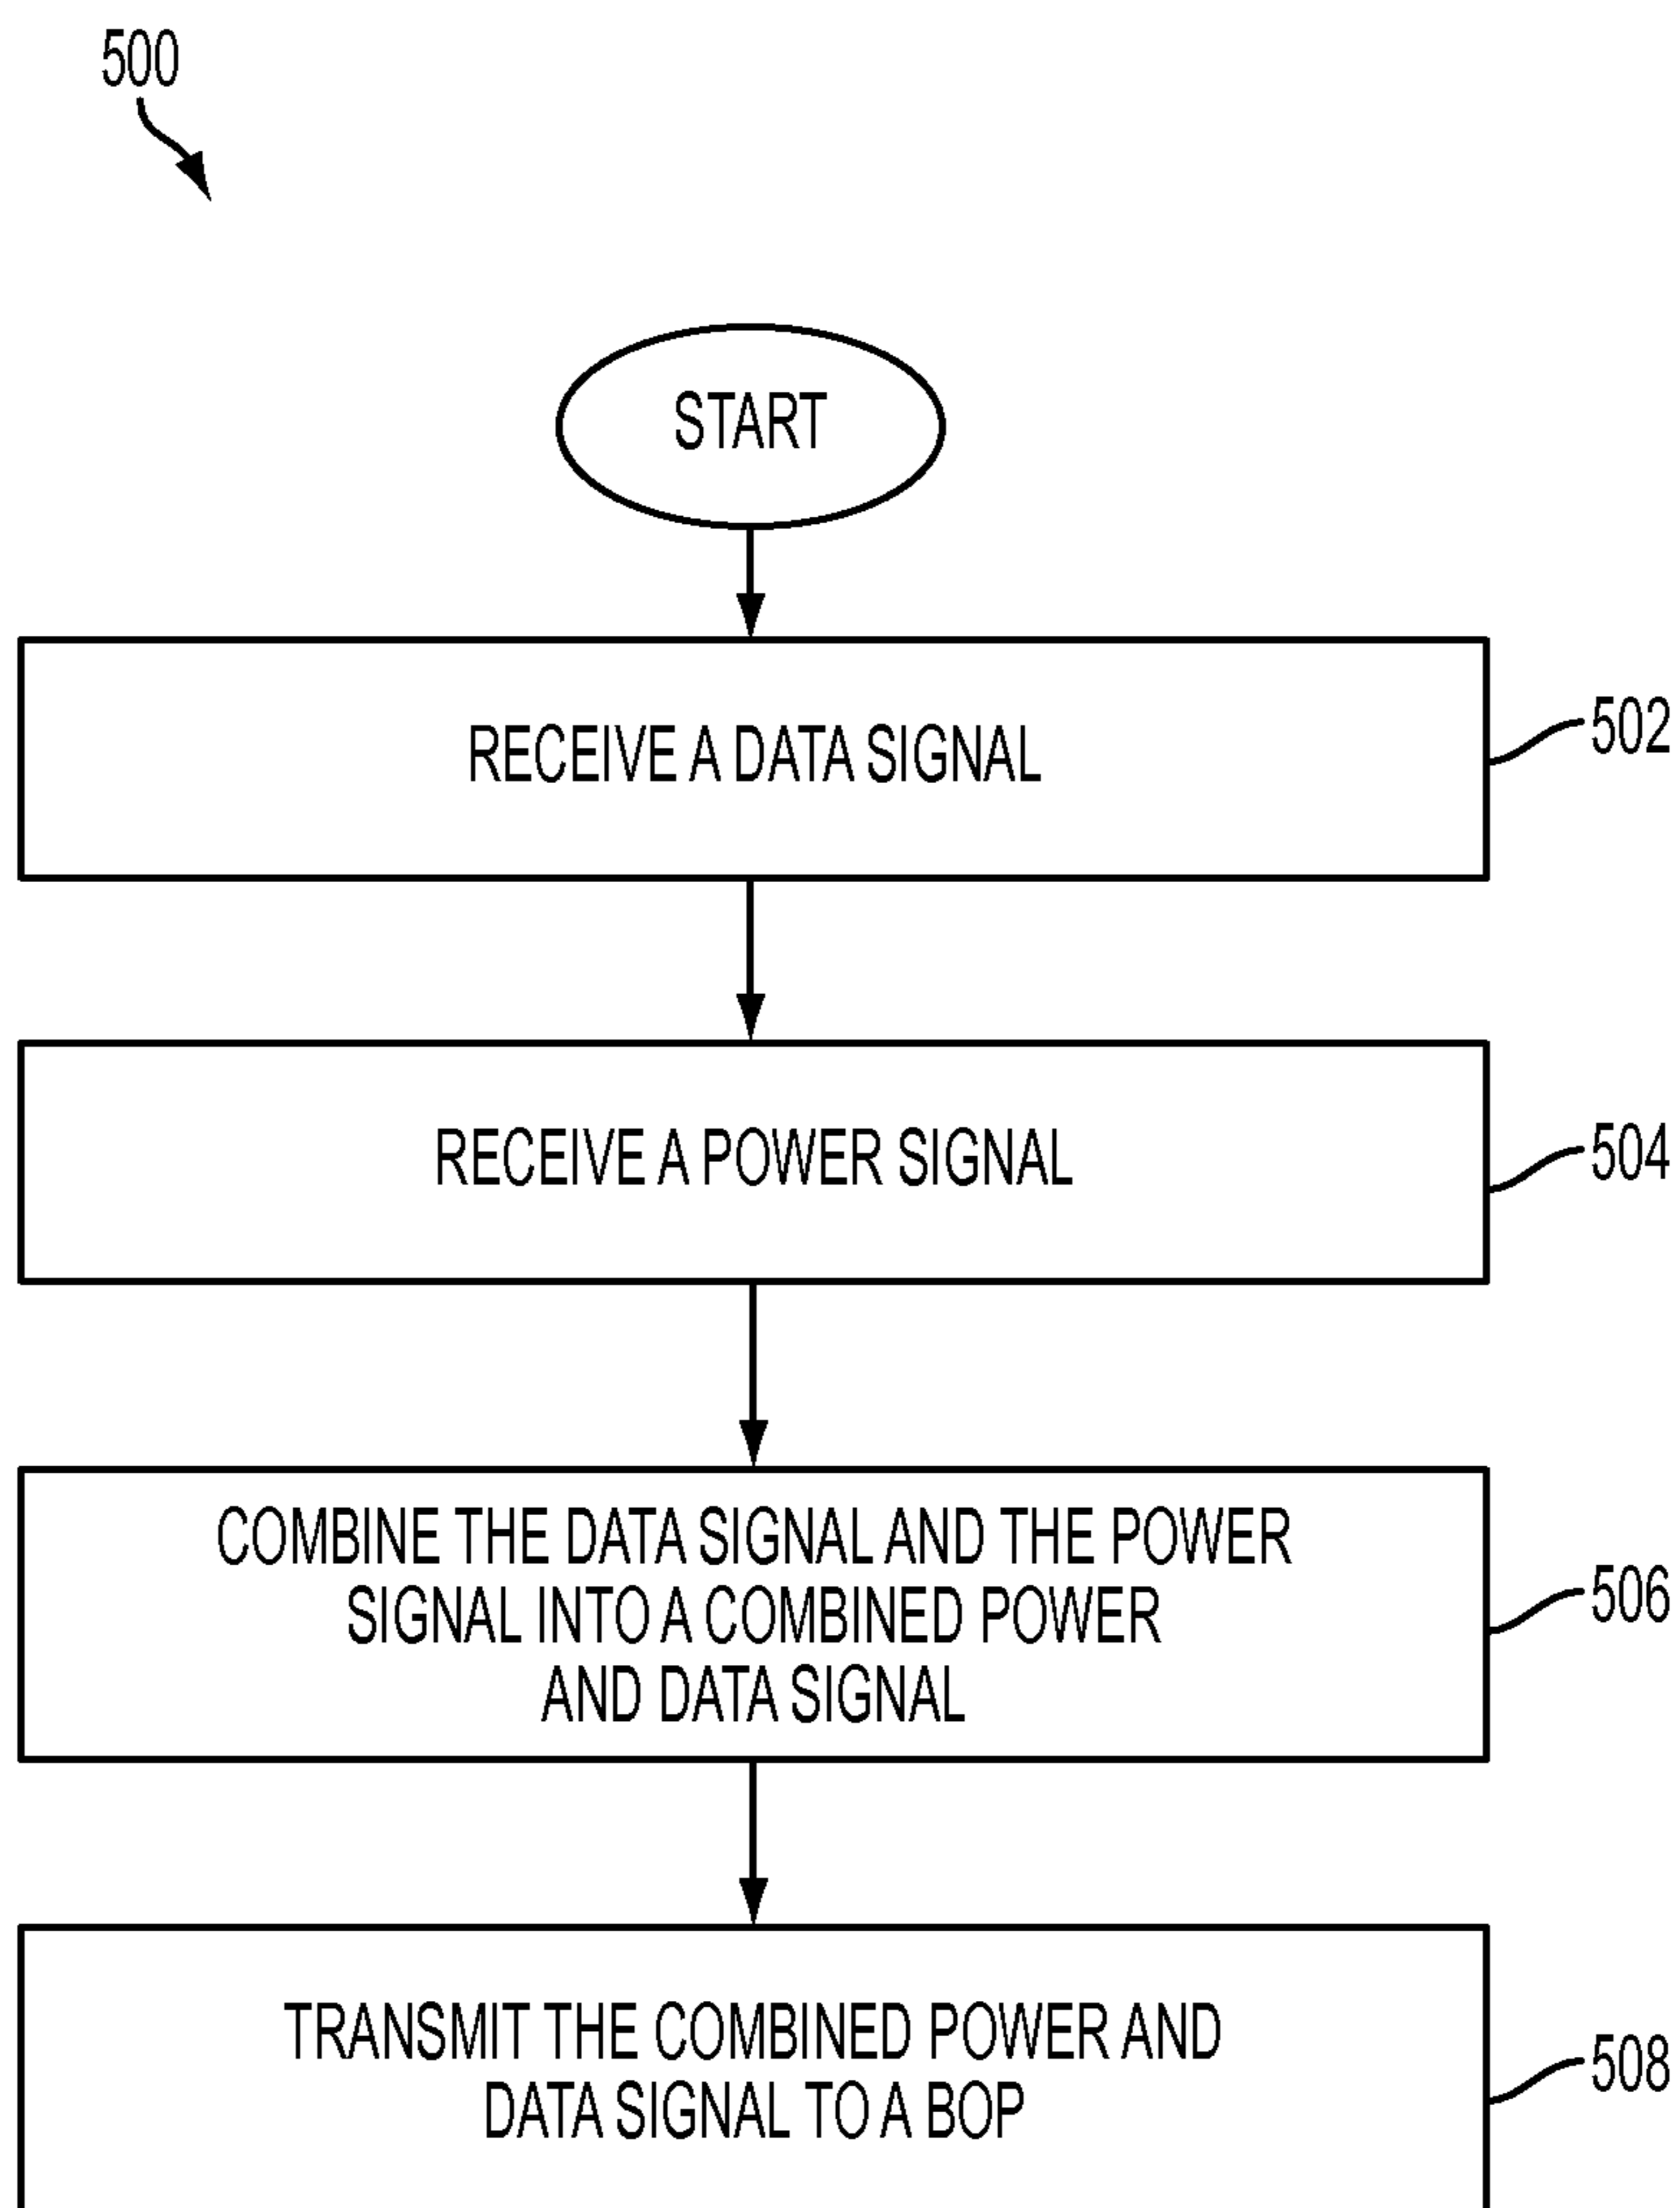 500
START
RECEIVE A DATA SIGNAL
502
RECEIVE A POWER SIGNAL
504
COMBINE THE DATA SIGNAL AND THE POWER
SIGNAL INTO A COMBINED POWER
AND DATA SIGNAL
506
TRANSMIT THE COMBINED POWER AND
DATA SIGNAL TO A BOP
508